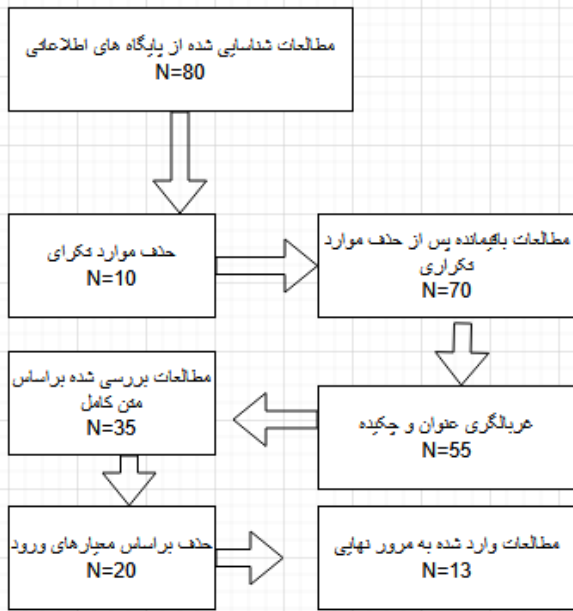 مطالعات شناسایی شده از پایگاه های اطلاعاتی
N=80
حذف موارد تکرای
N=10
مطالعات باقیمانده پس از حذف موارد
تکراری
N=70
غربالگری عنوان و چکیده
N=55
مطالعات بررسی شده براساس
متن کامل
N=35
حذف براساس معیارهای ورود
N=20
مطالعات وارد شده به مرور نهایی
N=13